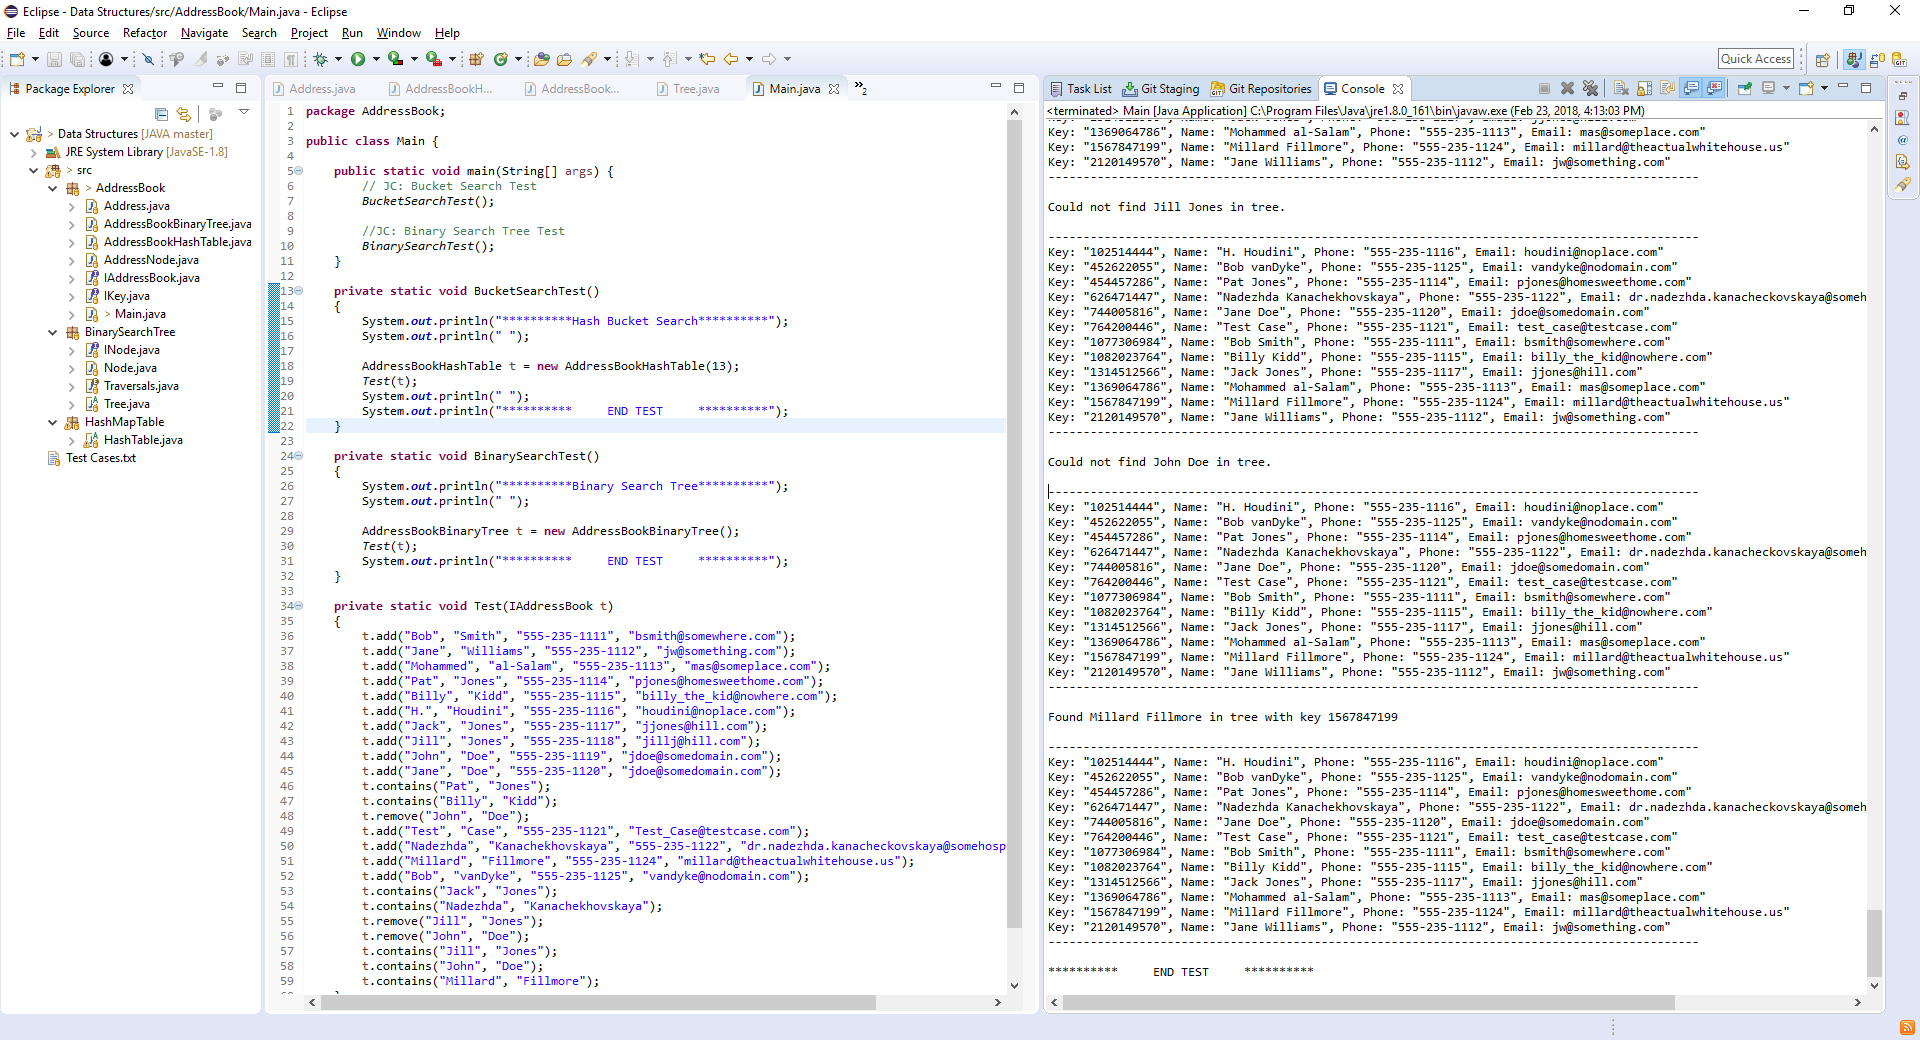 Eclipse - Data Structures/src/AddressBook/Main.java - Eclipse
File Edit Source Refactor Navigate Search Project Run Window Help
Quick Access
Package Explorer
> Data Structures [JAVA master]
JRE System Library [JavaSE-1.8]
> src
> AddressBook
Address.java
AddressBookBinaryTree.java
AddressBookHashTable.java
AddressNode.java
IAddressBook.java
IKey.java
> Main.java
BinarySearchTree
INode.java
Node.java
Traversals.java
Tree.java
HashMapTable
HashTable.java
Test Cases.txt
Address.java AddressBookH... AddressBook... Tree.java Main.java »2
1 package AddressBook;
2
3 public class Main {
4
5 public static void main(String[] args) {
6 // JC: Bucket Search Test
7 BucketSearchTest();
8
9 //JC: Binary Search Tree Test
10 BinarySearchTest();
11 }
12
13 private static void BucketSearchTest()
14 {
15 System.out.println("**********Hash Bucket Search**********");
16 System.out.println(" ");
17
18 AddressBookHashTable t = new AddressBookHashTable(13);
19 Test(t);
20 System.out.println(" ");
21 System.out.println("********** END TEST **********");
22 }
23
24 private static void BinarySearchTest()
25 {
26 System.out.println("**********Binary Search Tree**********");
27 System.out.println(" ");
28
29 AddressBookBinaryTree t = new AddressBookBinaryTree();
30 Test(t);
31 System.out.println("********** END TEST **********");
32 }
33
34 private static void Test(IAddressBook t)
35 {
36 t.add("Bob", "Smith", "555-235-1111", "bsmith@somewhere.com");
37 t.add("Jane", "Williams", "555-235-1112", "jw@something.com");
38 t.add("Mohammed", "al-Salam", "555-235-1113", "mas@someplace.com");
39 t.add("Pat", "Jones", "555-235-1114", "pjones@homesweethome.com");
40 t.add("Billy", "Kidd", "555-235-1115", "billy_the_kid@nowhere.com");
41 t.add("H.", "Houdini", "555-235-1116", "houdini@noplace.com");
42 t.add("Jack", "Jones", "555-235-1117", "jjones@hill.com");
43 t.add("Jill", "Jones", "555-235-1118", "jillj@hill.com");
44 t.add("John", "Doe", "555-235-1119", "jdoe@somedomain.com");
45 t.add("Jane", "Doe", "555-235-1120", "jdoe@somedomain.com");
46 t.contains("Pat", "Jones");
47 t.contains("Billy", "Kidd");
48 t.remove("John", "Doe");
49 t.add("Test", "Case", "555-235-1121", "Test_Case@testcase.com");
50 t.add("Nadezhda", "Kanachekhovskaya", "555-235-1122", "dr.nadezhda.kanacheckovskaya@somehosp
51 t.add("Millard", "Fillmore", "555-235-1124", "millard@theactualwhitehouse.us");
52 t.add("Bob", "vanDyke", "555-235-1125", "vandyke@nodomain.com");
53 t.contains("Jack", "Jones");
54 t.contains("Nadezhda", "Kanachekhovskaya");
55 t.remove("Jill", "Jones");
56 t.remove("John", "Doe");
57 t.contains("Jill", "Jones");
58 t.contains("John", "Doe");
59 t.contains("Millard", "Fillmore");
Task List Git Staging Git Repositories Console
<terminated> Main [Java Application] C:\Program Files\Java\jre1.8.0_161\bin\javaw.exe (Feb 23, 2018, 4:13:03 PM)
Key: "1369064786", Name: "Mohammed al-Salam", Phone: "555-235-1113", Email: mas@someplace.com"
Key: "1567847199", Name: "Millard Fillmore", Phone: "555-235-1124", Email: millard@theactualwhitehouse.us"
Key: "2120149570", Name: "Jane Williams", Phone: "555-235-1112", Email: jw@something.com"
---------------------------------------------------------------------------------------------
Could not find Jill Jones in tree.
---------------------------------------------------------------------------------------------
Key: "102514444", Name: "H. Houdini", Phone: "555-235-1116", Email: houdini@noplace.com"
Key: "452622055", Name: "Bob vanDyke", Phone: "555-235-1125", Email: vandyke@nodomain.com"
Key: "454457286", Name: "Pat Jones", Phone: "555-235-1114", Email: pjones@homesweethome.com"
Key: "626471447", Name: "Nadezhda Kanachekhovskaya", Phone: "555-235-1122", Email: dr.nadezhda.kanacheckovskaya@someh
Key: "744005816", Name: "Jane Doe", Phone: "555-235-1120", Email: jdoe@somedomain.com"
Key: "764200446", Name: "Test Case", Phone: "555-235-1121", Email: test_case@testcase.com"
Key: "1077306984", Name: "Bob Smith", Phone: "555-235-1111", Email: bsmith@somewhere.com"
Key: "1082023764", Name: "Billy Kidd", Phone: "555-235-1115", Email: billy_the_kid@nowhere.com"
Key: "1314512566", Name: "Jack Jones", Phone: "555-235-1117", Email: jjones@hill.com"
Key: "1369064786", Name: "Mohammed al-Salam", Phone: "555-235-1113", Email: mas@someplace.com"
Key: "1567847199", Name: "Millard Fillmore", Phone: "555-235-1124", Email: millard@theactualwhitehouse.us"
Key: "2120149570", Name: "Jane Williams", Phone: "555-235-1112", Email: jw@something.com"
---------------------------------------------------------------------------------------------
Could not find John Doe in tree.
---------------------------------------------------------------------------------------------
Key: "102514444", Name: "H. Houdini", Phone: "555-235-1116", Email: houdini@noplace.com"
Key: "452622055", Name: "Bob vanDyke", Phone: "555-235-1125", Email: vandyke@nodomain.com"
Key: "454457286", Name: "Pat Jones", Phone: "555-235-1114", Email: pjones@homesweethome.com"
Key: "626471447", Name: "Nadezhda Kanachekhovskaya", Phone: "555-235-1122", Email: dr.nadezhda.kanacheckovskaya@someh
Key: "744005816", Name: "Jane Doe", Phone: "555-235-1120", Email: jdoe@somedomain.com"
Key: "764200446", Name: "Test Case", Phone: "555-235-1121", Email: test_case@testcase.com"
Key: "1077306984", Name: "Bob Smith", Phone: "555-235-1111", Email: bsmith@somewhere.com"
Key: "1082023764", Name: "Billy Kidd", Phone: "555-235-1115", Email: billy_the_kid@nowhere.com"
Key: "1314512566", Name: "Jack Jones", Phone: "555-235-1117", Email: jjones@hill.com"
Key: "1369064786", Name: "Mohammed al-Salam", Phone: "555-235-1113", Email: mas@someplace.com"
Key: "1567847199", Name: "Millard Fillmore", Phone: "555-235-1124", Email: millard@theactualwhitehouse.us"
Key: "2120149570", Name: "Jane Williams", Phone: "555-235-1112", Email: jw@something.com"
---------------------------------------------------------------------------------------------
Found Millard Fillmore in tree with key 1567847199
---------------------------------------------------------------------------------------------
Key: "102514444", Name: "H. Houdini", Phone: "555-235-1116", Email: houdini@noplace.com"
Key: "452622055", Name: "Bob vanDyke", Phone: "555-235-1125", Email: vandyke@nodomain.com"
Key: "454457286", Name: "Pat Jones", Phone: "555-235-1114", Email: pjones@homesweethome.com"
Key: "626471447", Name: "Nadezhda Kanachekhovskaya", Phone: "555-235-1122", Email: dr.nadezhda.kanacheckovskaya@someh
Key: "744005816", Name: "Jane Doe", Phone: "555-235-1120", Email: jdoe@somedomain.com"
Key: "764200446", Name: "Test Case", Phone: "555-235-1121", Email: test_case@testcase.com"
Key: "1077306984", Name: "Bob Smith", Phone: "555-235-1111", Email: bsmith@somewhere.com"
Key: "1082023764", Name: "Billy Kidd", Phone: "555-235-1115", Email: billy_the_kid@nowhere.com"
Key: "1314512566", Name: "Jack Jones", Phone: "555-235-1117", Email: jjones@hill.com"
Key: "1369064786", Name: "Mohammed al-Salam", Phone: "555-235-1113", Email: mas@someplace.com"
Key: "1567847199", Name: "Millard Fillmore", Phone: "555-235-1124", Email: millard@theactualwhitehouse.us"
Key: "2120149570", Name: "Jane Williams", Phone: "555-235-1112", Email: jw@something.com"
---------------------------------------------------------------------------------------------
********** END TEST **********